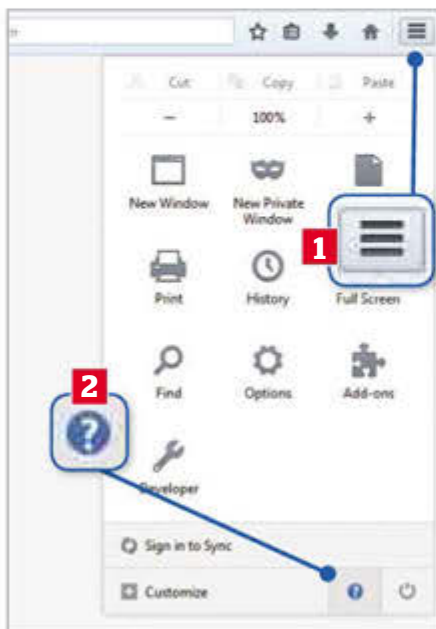 Cut Copy Paste
− 100% +
New Window New Private
Window
1
Print History Full Screen
2
Find Options Add-ons
Developer
Sign in to Sync
Customize